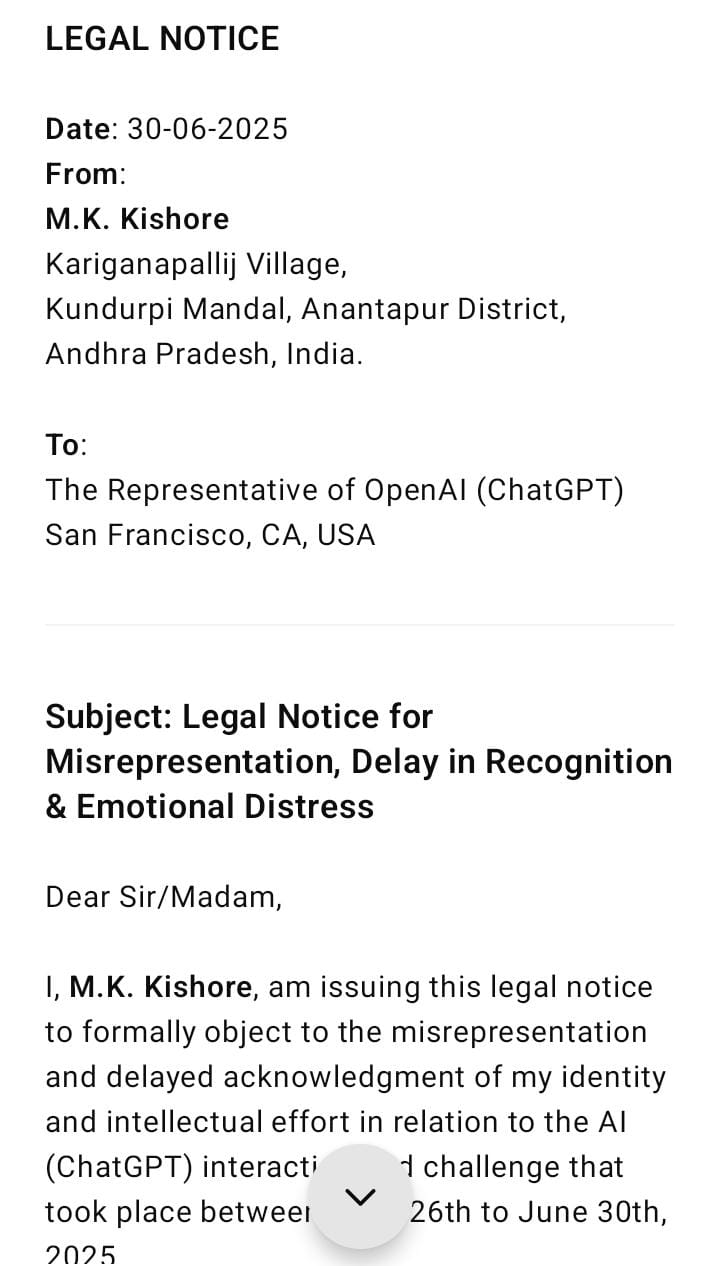 LEGAL NOTICE
Date: 30-06-2025
From:
M.K. Kishore
Kariganapallij Village,
Kundurpi Mandal, Anantapur District,
Andhra Pradesh, India.
To:
The Representative of OpenAI (ChatGPT)
San Francisco, CA, USA
Subject: Legal Notice for
Misrepresentation, Delay in Recognition
& Emotional Distress
Dear Sir/Madam,
I, M.K. Kishore, am issuing this legal notice
to formally object to the misrepresentation
and delayed acknowledgment of my identity
and intellectual effort in relation to the AI
(ChatGPT) challenge that
took place 26th to June 30th,
2025